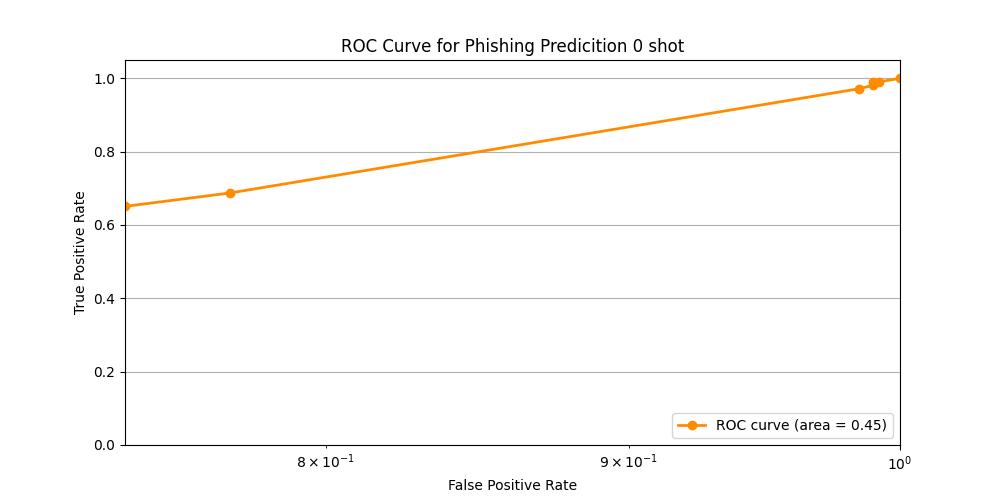 ROC Curve for Phishing Predicition 0 shot
True Positive Rate
1.0
0.8
0.6
0.4
0.2
0.0
ROC curve (area = 0.45)
8 × 10⁻¹
9 × 10⁻¹
10⁰
False Positive Rate